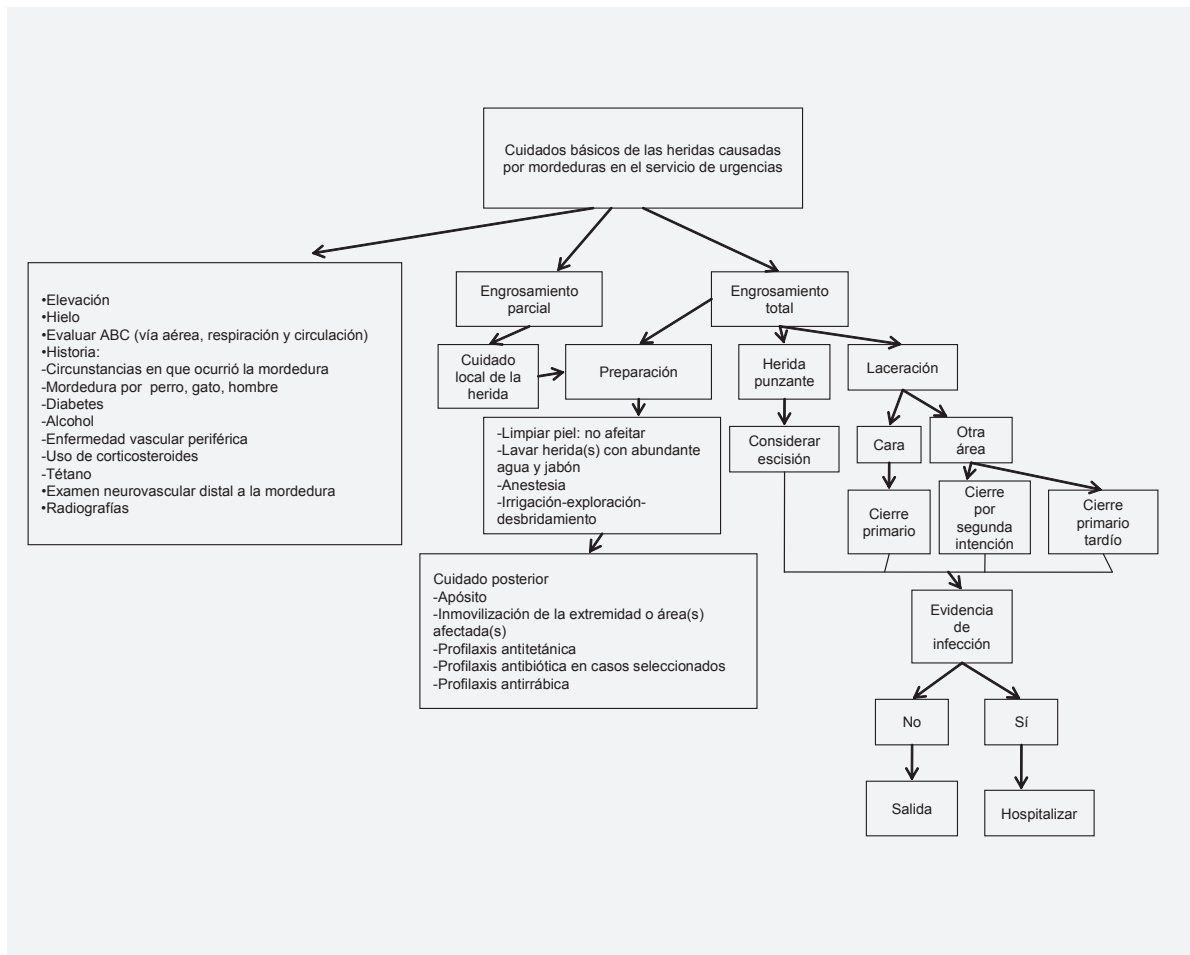 Cuidados básicos de las heridas causadas
por mordeduras en el servicio de urgencias
•Elevación
•Hielo
•Evaluar ABC (vía aérea, respiración y circulación)
•Historia:
-Circunstancias en que ocurrió la mordedura
-Mordedura por perro, gato, hombre
-Diabetes
-Alcohol
-Enfermedad vascular periférica
-Uso de corticosteroides
-Tétano
•Examen neurovascular distal a la mordedura
•Radiografías
Engrosamiento
parcial
Engrosamiento
total
Cuidado
local de la
herida
Preparación
Herida
punzante
Laceración
-Limpiar piel: no afeitar
-Lavar herida(s) con abundante
agua y jabón
-Anestesia
-Irrigación-exploración-
desbridamiento
Considerar
escisión
Cara
Otra
área
Cierre
primario
Cierre
por
segunda
intención
Cierre
primario
tardío
Cuidado posterior
-Apósito
-Inmovilización de la extremidad o área(s)
afectada(s)
-Profilaxis antitetánica
-Profilaxis antibiótica en casos seleccionados
-Profilaxis antirrábica
Evidencia
de
infección
No
Sí
Salida
Hospitalizar